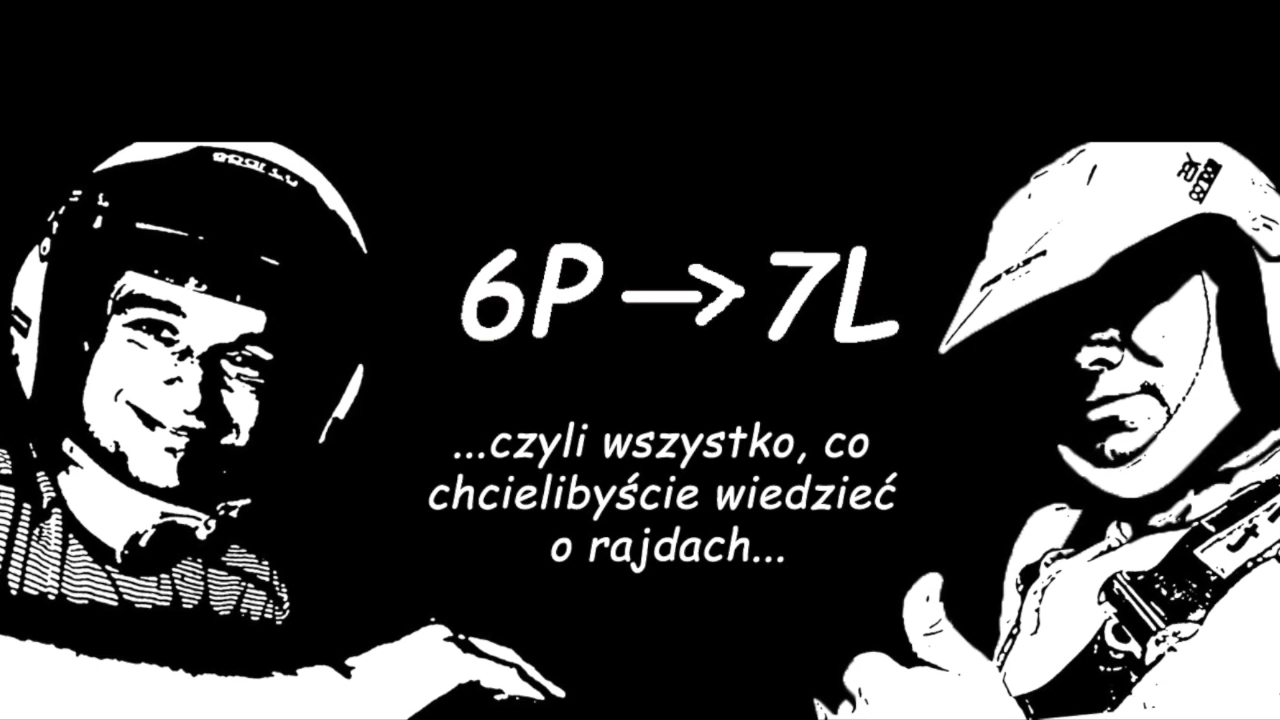 6P → 7L
...czyli wszystko, co
chcielibyście wiedzieć
o rajdach...